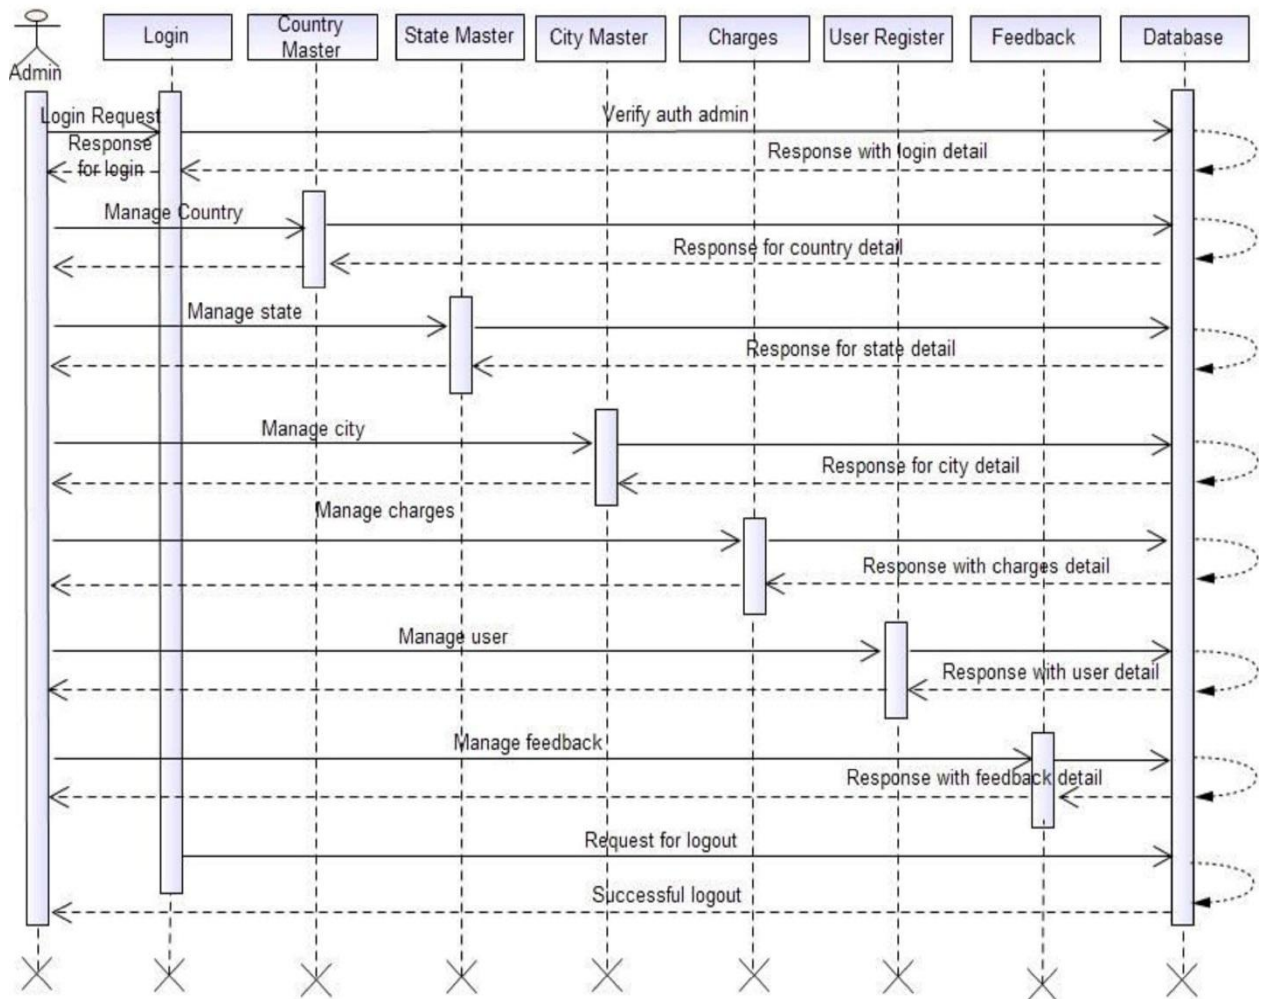 Admin
Login
Country
Master
State Master
City Master
Charges
User Register
Feedback
Database
Login Request
Verify auth admin
Response
for login
Response with login detail
Manage Country
Response for country detail
Manage state
Response for state detail
Manage city
Response for city detail
Manage charges
Response with charges detail
Manage user
Response with user detail
Manage feedback
Response with feedback detail
Request for logout
Successful logout